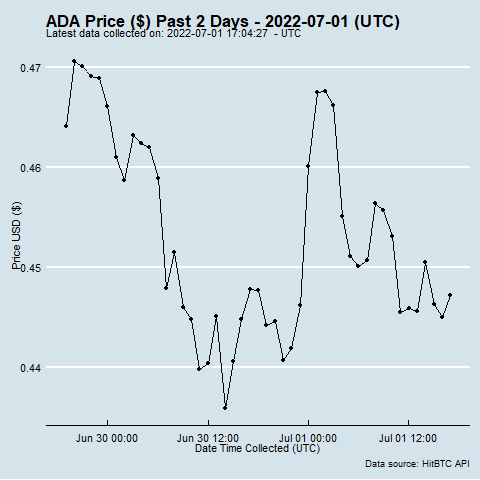 ADA Price ($) Past 2 Days - 2022-07-01 (UTC)
Latest data collected on: 2022-07-01 17:04:27 - UTC
0.47
0.46
0.45
0.44
Price USD ($)
Jun 30 00:00 Jun 30 12:00 Jul 01 00:00 Jul 01 12:00
Date Time Collected (UTC)
Data source: HitBTC API